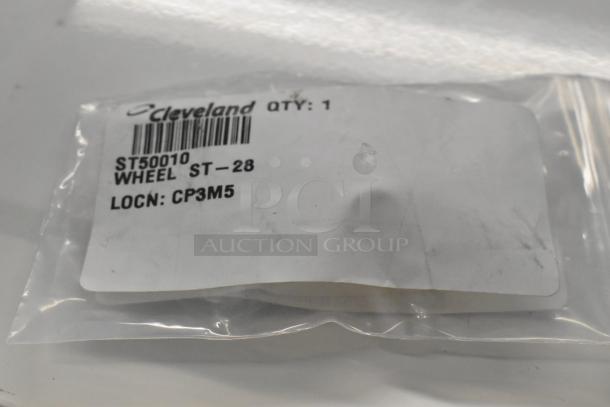 Cleveland QTY: 1
ST50010
WHEEL ST-28
LOCN: CP3M5
PCI
AUCTION GROUP